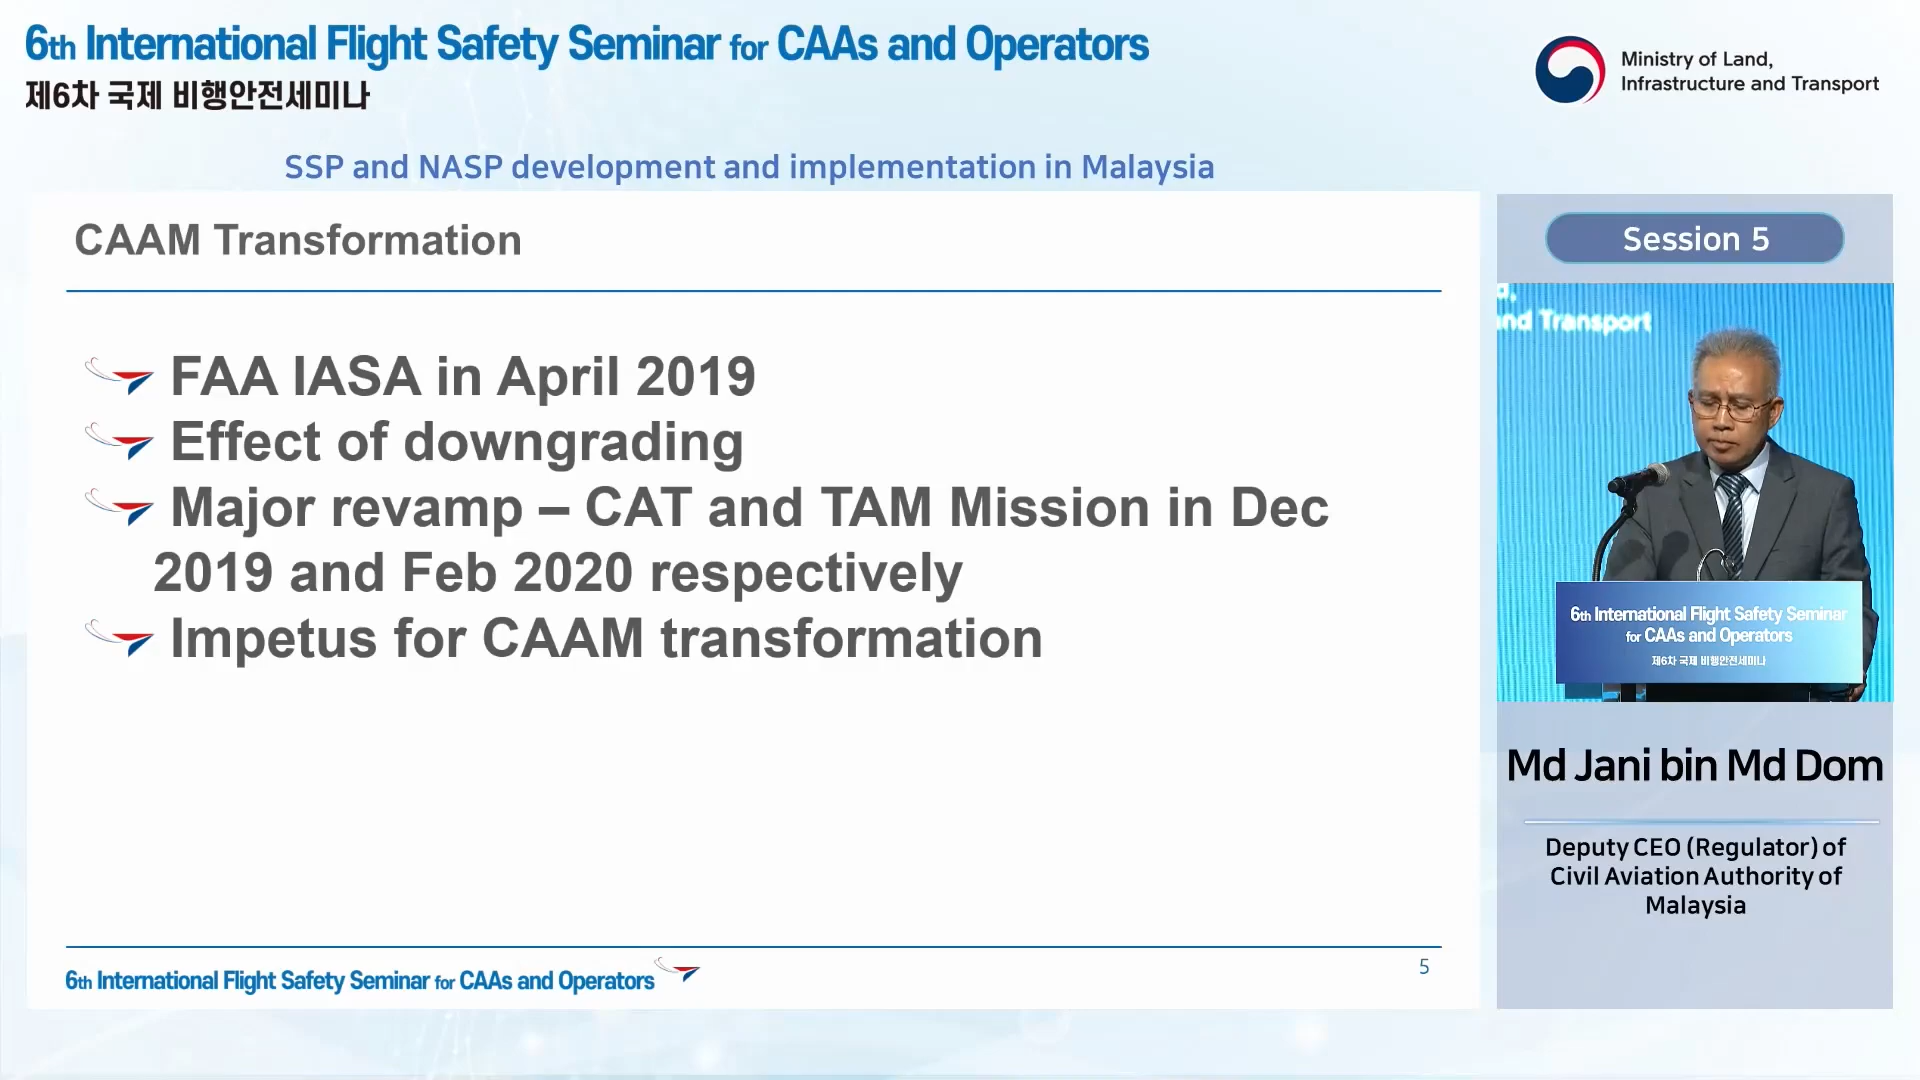 6th International Flight Safety Seminar for CAAs and Operators
제6차 국제 비행안전세미나
Ministry of Land,
Infrastructure and Transport
SSP and NASP development and implementation in Malaysia
CAAM Transformation
FAA IASA in April 2019
Effect of downgrading
Major revamp – CAT and TAM Mission in Dec
2019 and Feb 2020 respectively
Impetus for CAAM transformation
6th International Flight Safety Seminar for CAAs and Operators
5
Session 5
and Transport
6th International Flight Safety Seminar
for CAAs and Operators
제6차 국제 비행안전세미나
Md Jani bin Md Dom
Deputy CEO (Regulator) of
Civil Aviation Authority of
Malaysia